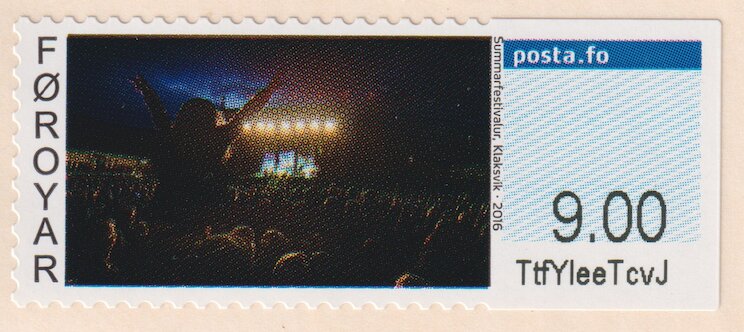 FØROYAR
Summarfestivalur, Klaksvík · 2016
posta.fo
9.00
TtfYleeTcvJ